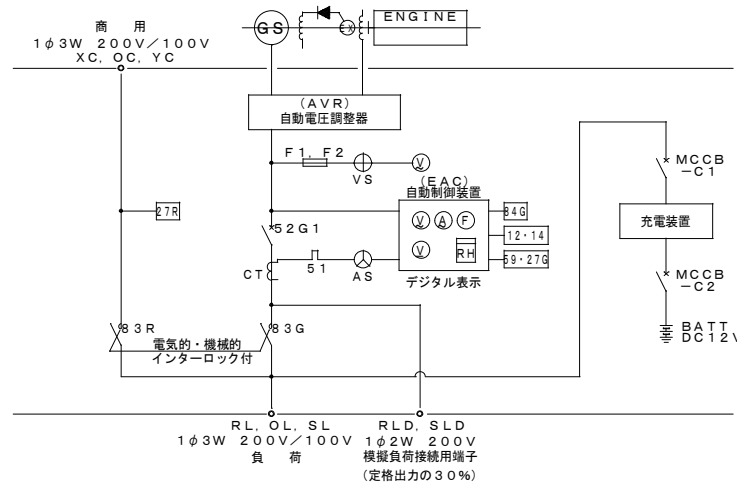 商　用
1φ3W 200V／100V
XC, OC, YC
GS
EX
ENGINE
(AVR)
自動電圧調整器
F1, F2
VS
V
(EAC)
自動制御装置
27R
52G1
V A F
V RH
84G
12・14
59・27G
CT
51
AS
デジタル表示
MCCB
－C1
充電装置
MCCB
－C2
BATT
DC12V
83R
電気的・機械的
インターロック付
83G
RL, OL, SL
1φ3W 200V／100V
負　荷
RLD, SLD
1φ2W 200V
模擬負荷接続用端子
(定格出力の30％)